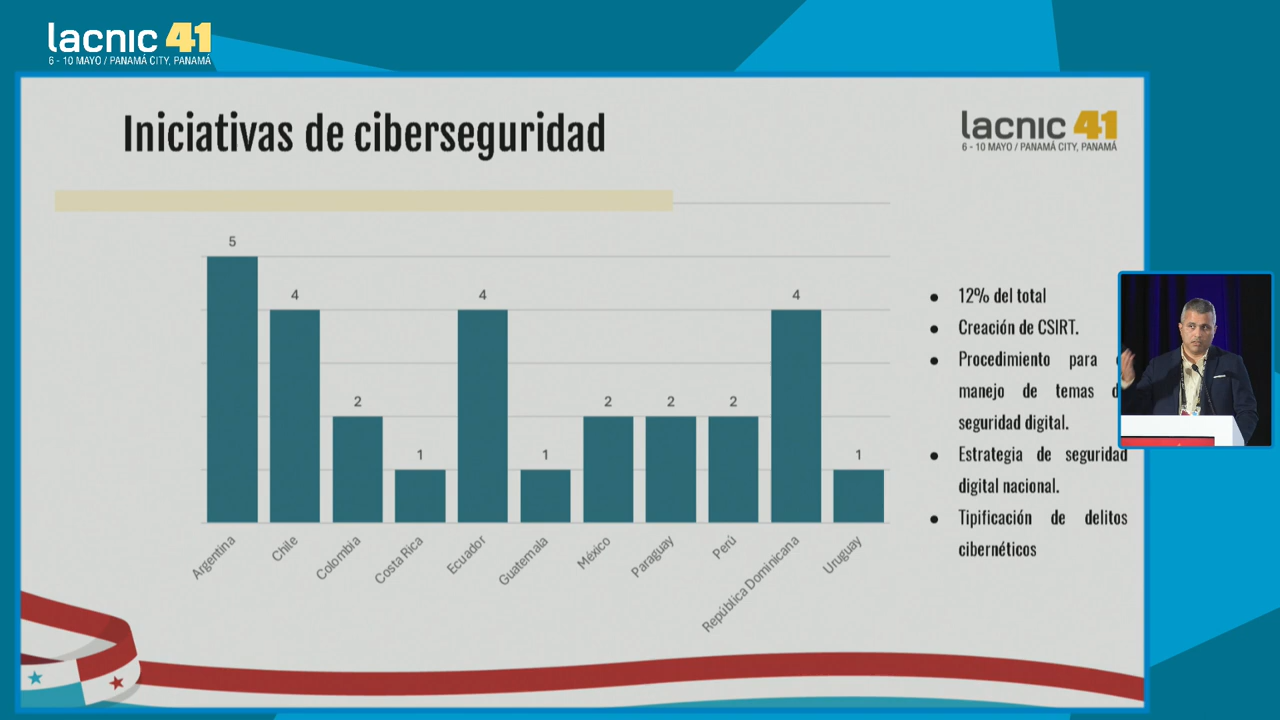 lacnic 41
6 - 10 MAYO / PANAMÁ CITY, PANAMÁ
Iniciativas de ciberseguridad
lacnic 41
6 - 10 MAYO / PANAMÁ CITY, PANAMÁ
5
4
2
1
4
1
2
2
2
4
1
Argentina
Chile
Colombia
Costa Rica
Ecuador
Guatemala
México
Paraguay
Perú
República Dominicana
Uruguay
● 12% del total
● Creación de CSIRT.
● Procedimiento para
manejo de temas
seguridad digital.
● Estrategia de seguridad
digital nacional.
● Tipificación de delitos
cibernéticos